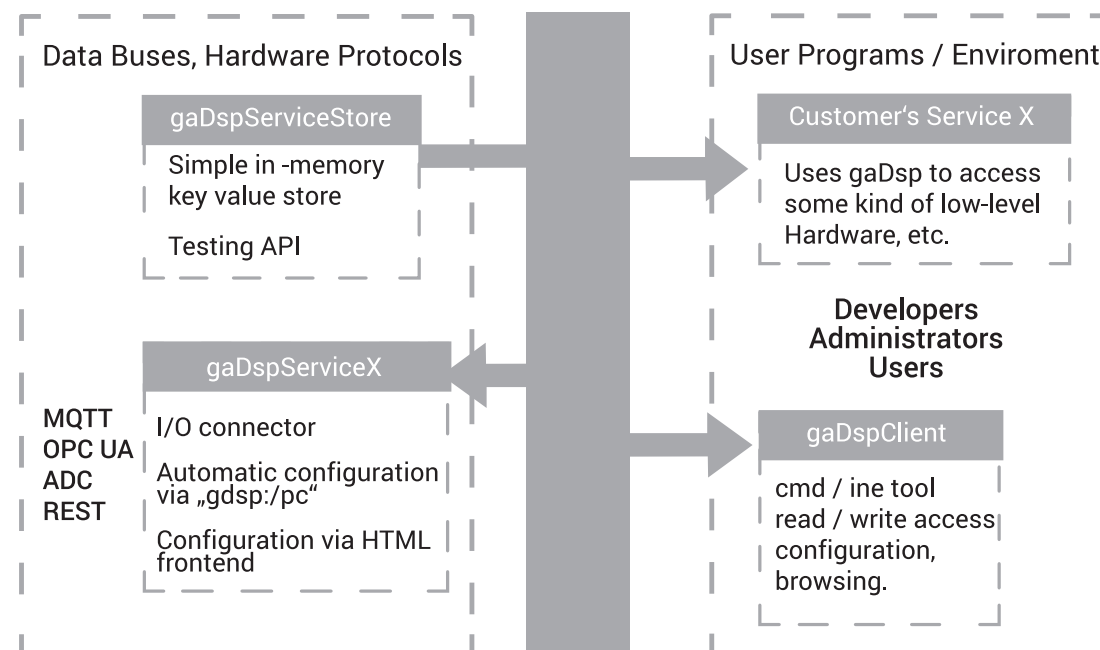 Data Buses, Hardware Protocols
gaDspServiceStore
Simple in -memory
key value store
Testing API
gaDspServiceX
MQTT
OPC UA
ADC
REST
I/O connector
Automatic configuration
via „gdsp:/pc“
Configuration via HTML
frontend
User Programs / Enviroment
Customer‘s Service X
Uses gaDsp to access
some kind of low-level
Hardware, etc.
Developers
Administrators
Users
gaDspClient
cmd / ine tool
read / write access
configuration,
browsing.